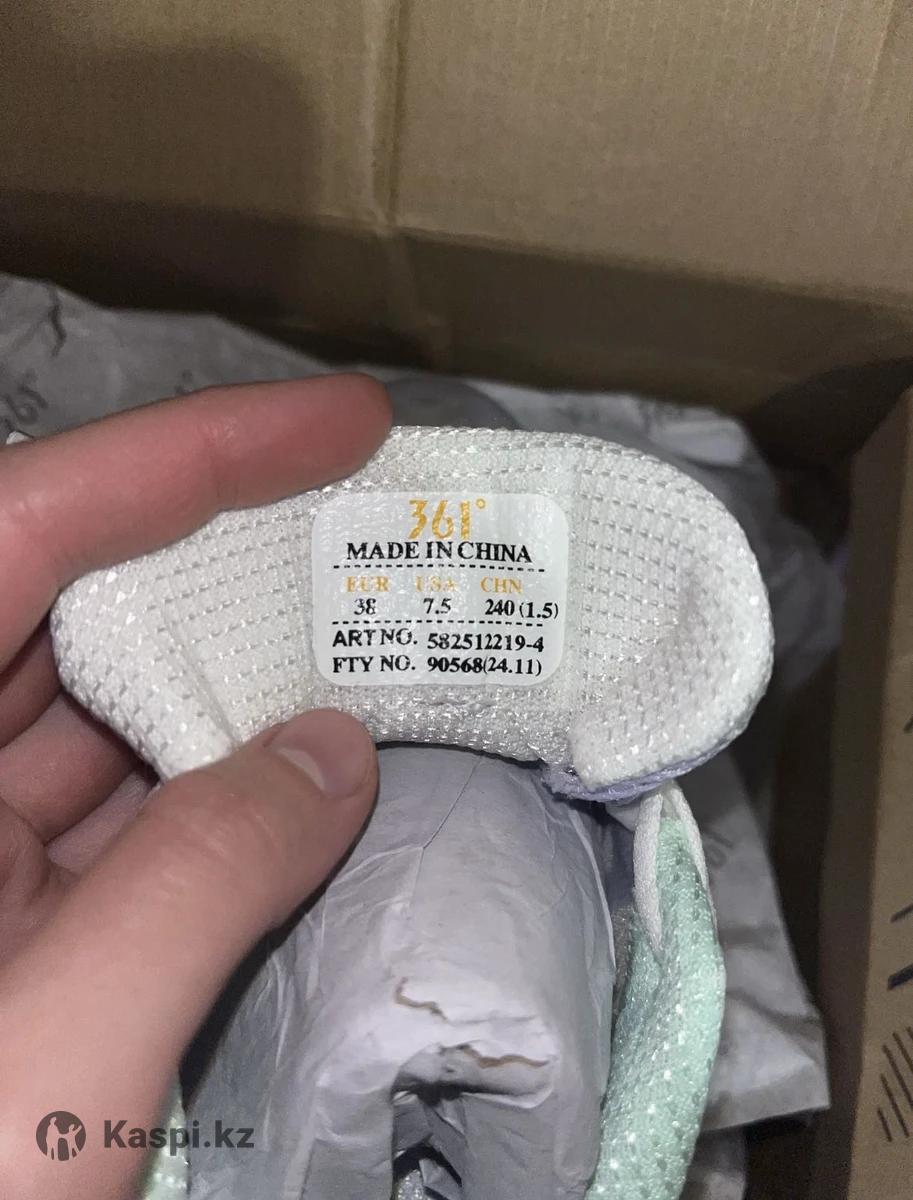 361°
MADE IN CHINA
EUR USA CHN
38 7.5 240 (1.5)
ART NO. 582512219-4
FTY NO. 90568(24.11)
Kaspi.kz